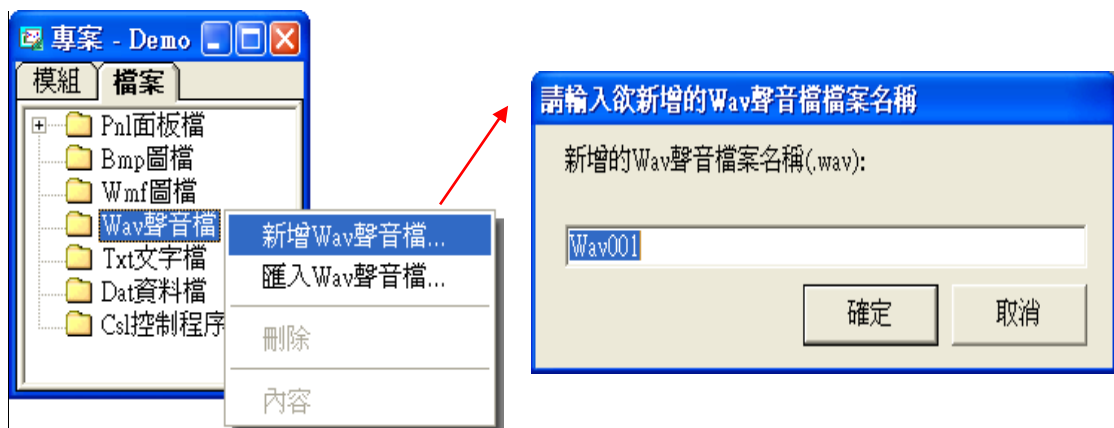 專案 - Demo
模組 檔案
Pnl面板檔
Bmp圖檔
Wmf圖檔
Wav聲音檔
Txt文字檔
Dat資料檔
Csl控制程序
新增Wav聲音檔...
匯入Wav聲音檔...
刪除
內容
請輸入欲新增的Wav聲音檔檔案名稱
新增的Wav聲音檔案名稱(.wav):
Wav001
確定 取消